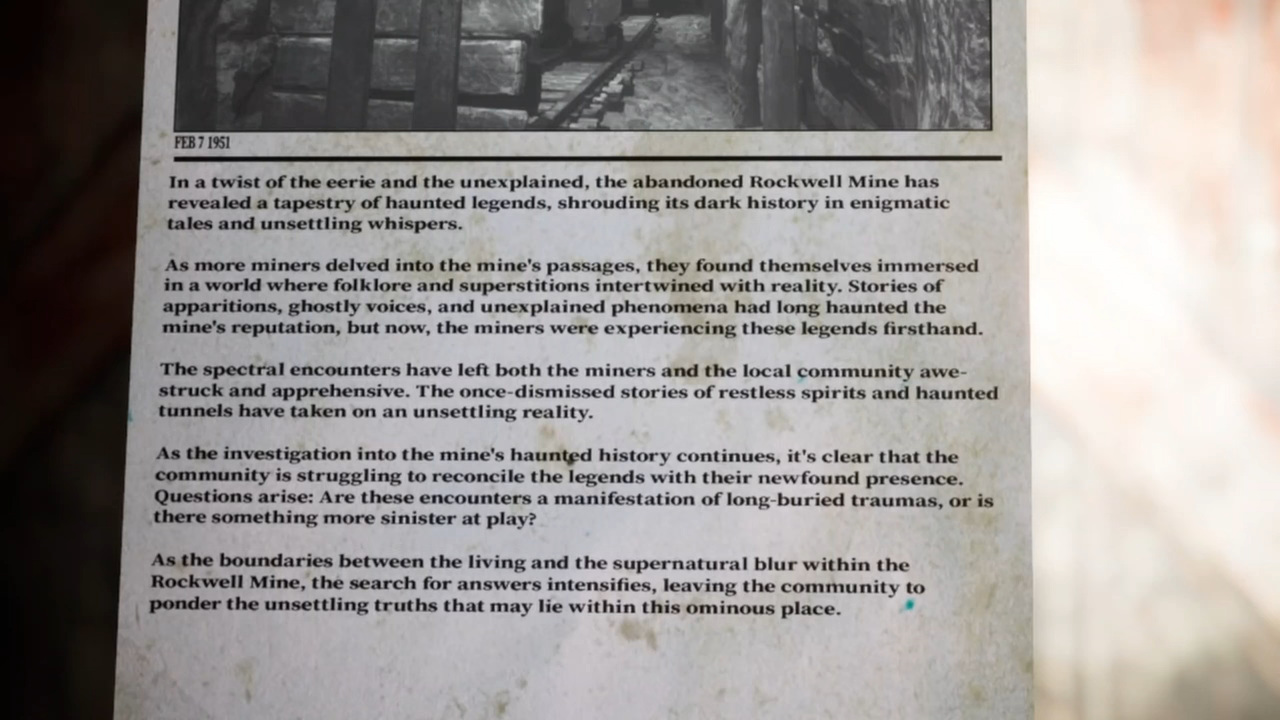 FEB 7 1951
In a twist of the eerie and the unexplained, the abandoned Rockwell Mine has
revealed a tapestry of haunted legends, shrouding its dark history in enigmatic
tales and unsettling whispers.
As more miners delved into the mine's passages, they found themselves immersed
in a world where folklore and superstitions intertwined with reality. Stories of
apparitions, ghostly voices, and unexplained phenomena had long haunted the
mine's reputation, but now, the miners were experiencing these legends firsthand.
The spectral encounters have left both the miners and the local community awe-
struck and apprehensive. The once-dismissed stories of restless spirits and haunted
tunnels have taken on an unsettling reality.
As the investigation into the mine's haunted history continues, it's clear that the
community is struggling to reconcile the legends with their newfound presence.
Questions arise: Are these encounters a manifestation of long-buried traumas, or is
there something more sinister at play?
As the boundaries between the living and the supernatural blur within the
Rockwell Mine, the search for answers intensifies, leaving the community to
ponder the unsettling truths that may lie within this ominous place.